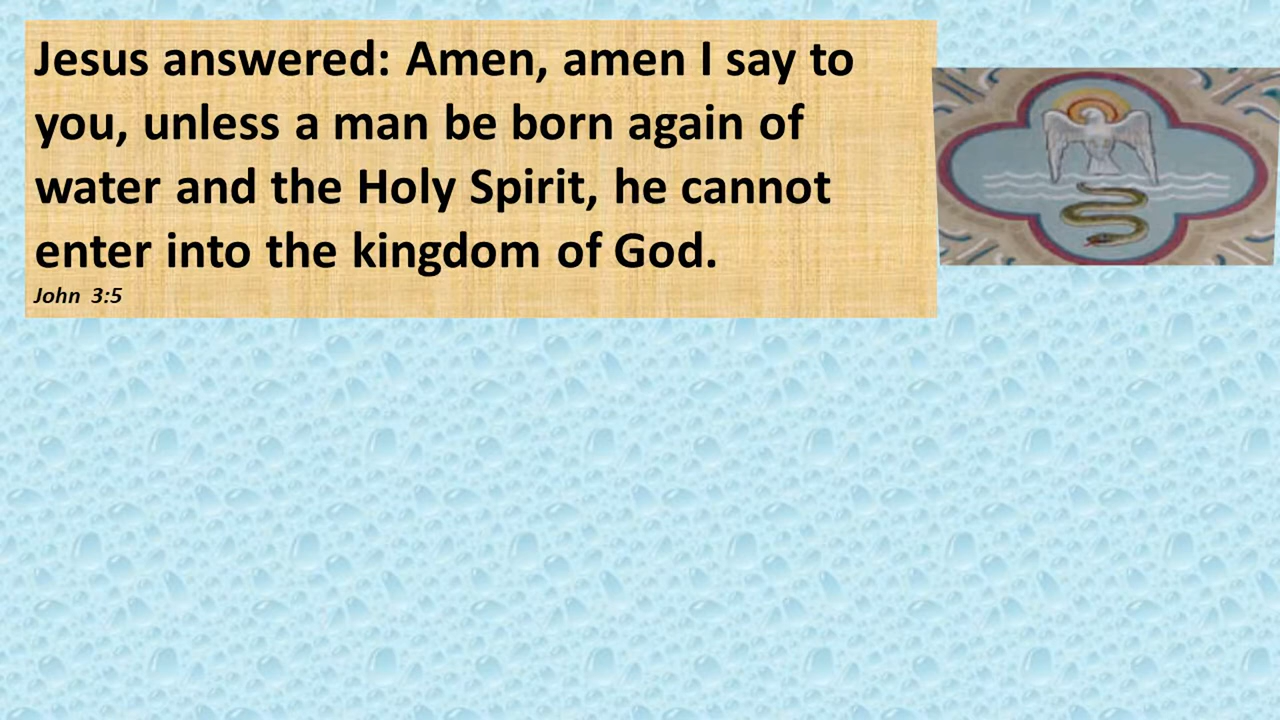 Jesus answered: Amen, amen I say to
you, unless a man be born again of
water and the Holy Spirit, he cannot
enter into the kingdom of God.
John 3:5